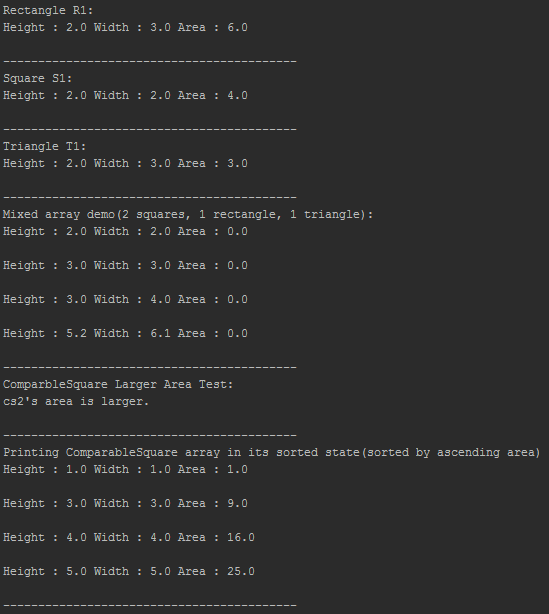 Rectangle R1:
Height : 2.0 Width : 3.0 Area : 6.0
------------------------------------------
Square S1:
Height : 2.0 Width : 2.0 Area : 4.0
------------------------------------------
Triangle T1:
Height : 2.0 Width : 3.0 Area : 3.0
------------------------------------------
Mixed array demo(2 squares, 1 rectangle, 1 triangle):
Height : 2.0 Width : 2.0 Area : 0.0
Height : 3.0 Width : 3.0 Area : 0.0
Height : 3.0 Width : 4.0 Area : 0.0
Height : 5.2 Width : 6.1 Area : 0.0
------------------------------------------
ComparbleSquare Larger Area Test:
cs2's area is larger.
------------------------------------------
Printing ComparableSquare array in its sorted state(sorted by ascending area)
Height : 1.0 Width : 1.0 Area : 1.0
Height : 3.0 Width : 3.0 Area : 9.0
Height : 4.0 Width : 4.0 Area : 16.0
Height : 5.0 Width : 5.0 Area : 25.0
------------------------------------------